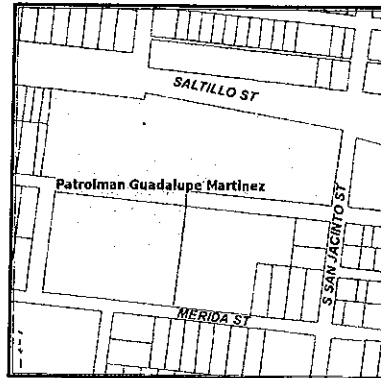 SALTILLO ST
Patrolman Guadalupe Martinez
S SAN JACINTO ST
MERIDA ST